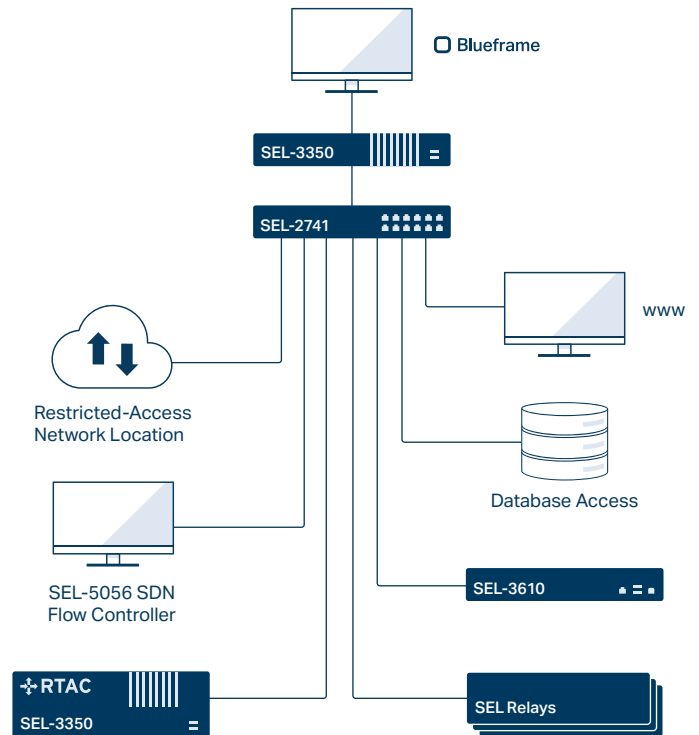 Blueframe
SEL-3350
SEL-2741
www
Restricted-Access
Network Location
Database Access
SEL-5056 SDN
Flow Controller
SEL-3610
RTAC
SEL-3350
SEL Relays